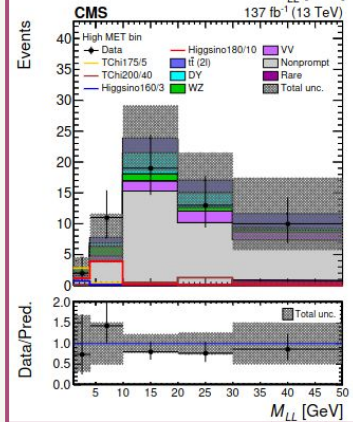 CMS 137 fb⁻¹ (13 TeV)
High MET bin
Data
TChi175/5
TChi200/40
Higgsino160/3
Higgsino180/10
tt̄ (2l)
DY
WZ
VV
Nonprompt
Rare
Total unc.
Events
40
35
30
25
20
15
10
5
0
Total unc.
Data/Pred.
2.0
1.5
1.0
0.5
0.0
5 10 15 20 25 30 35 40 45 50
M_LL [GeV]